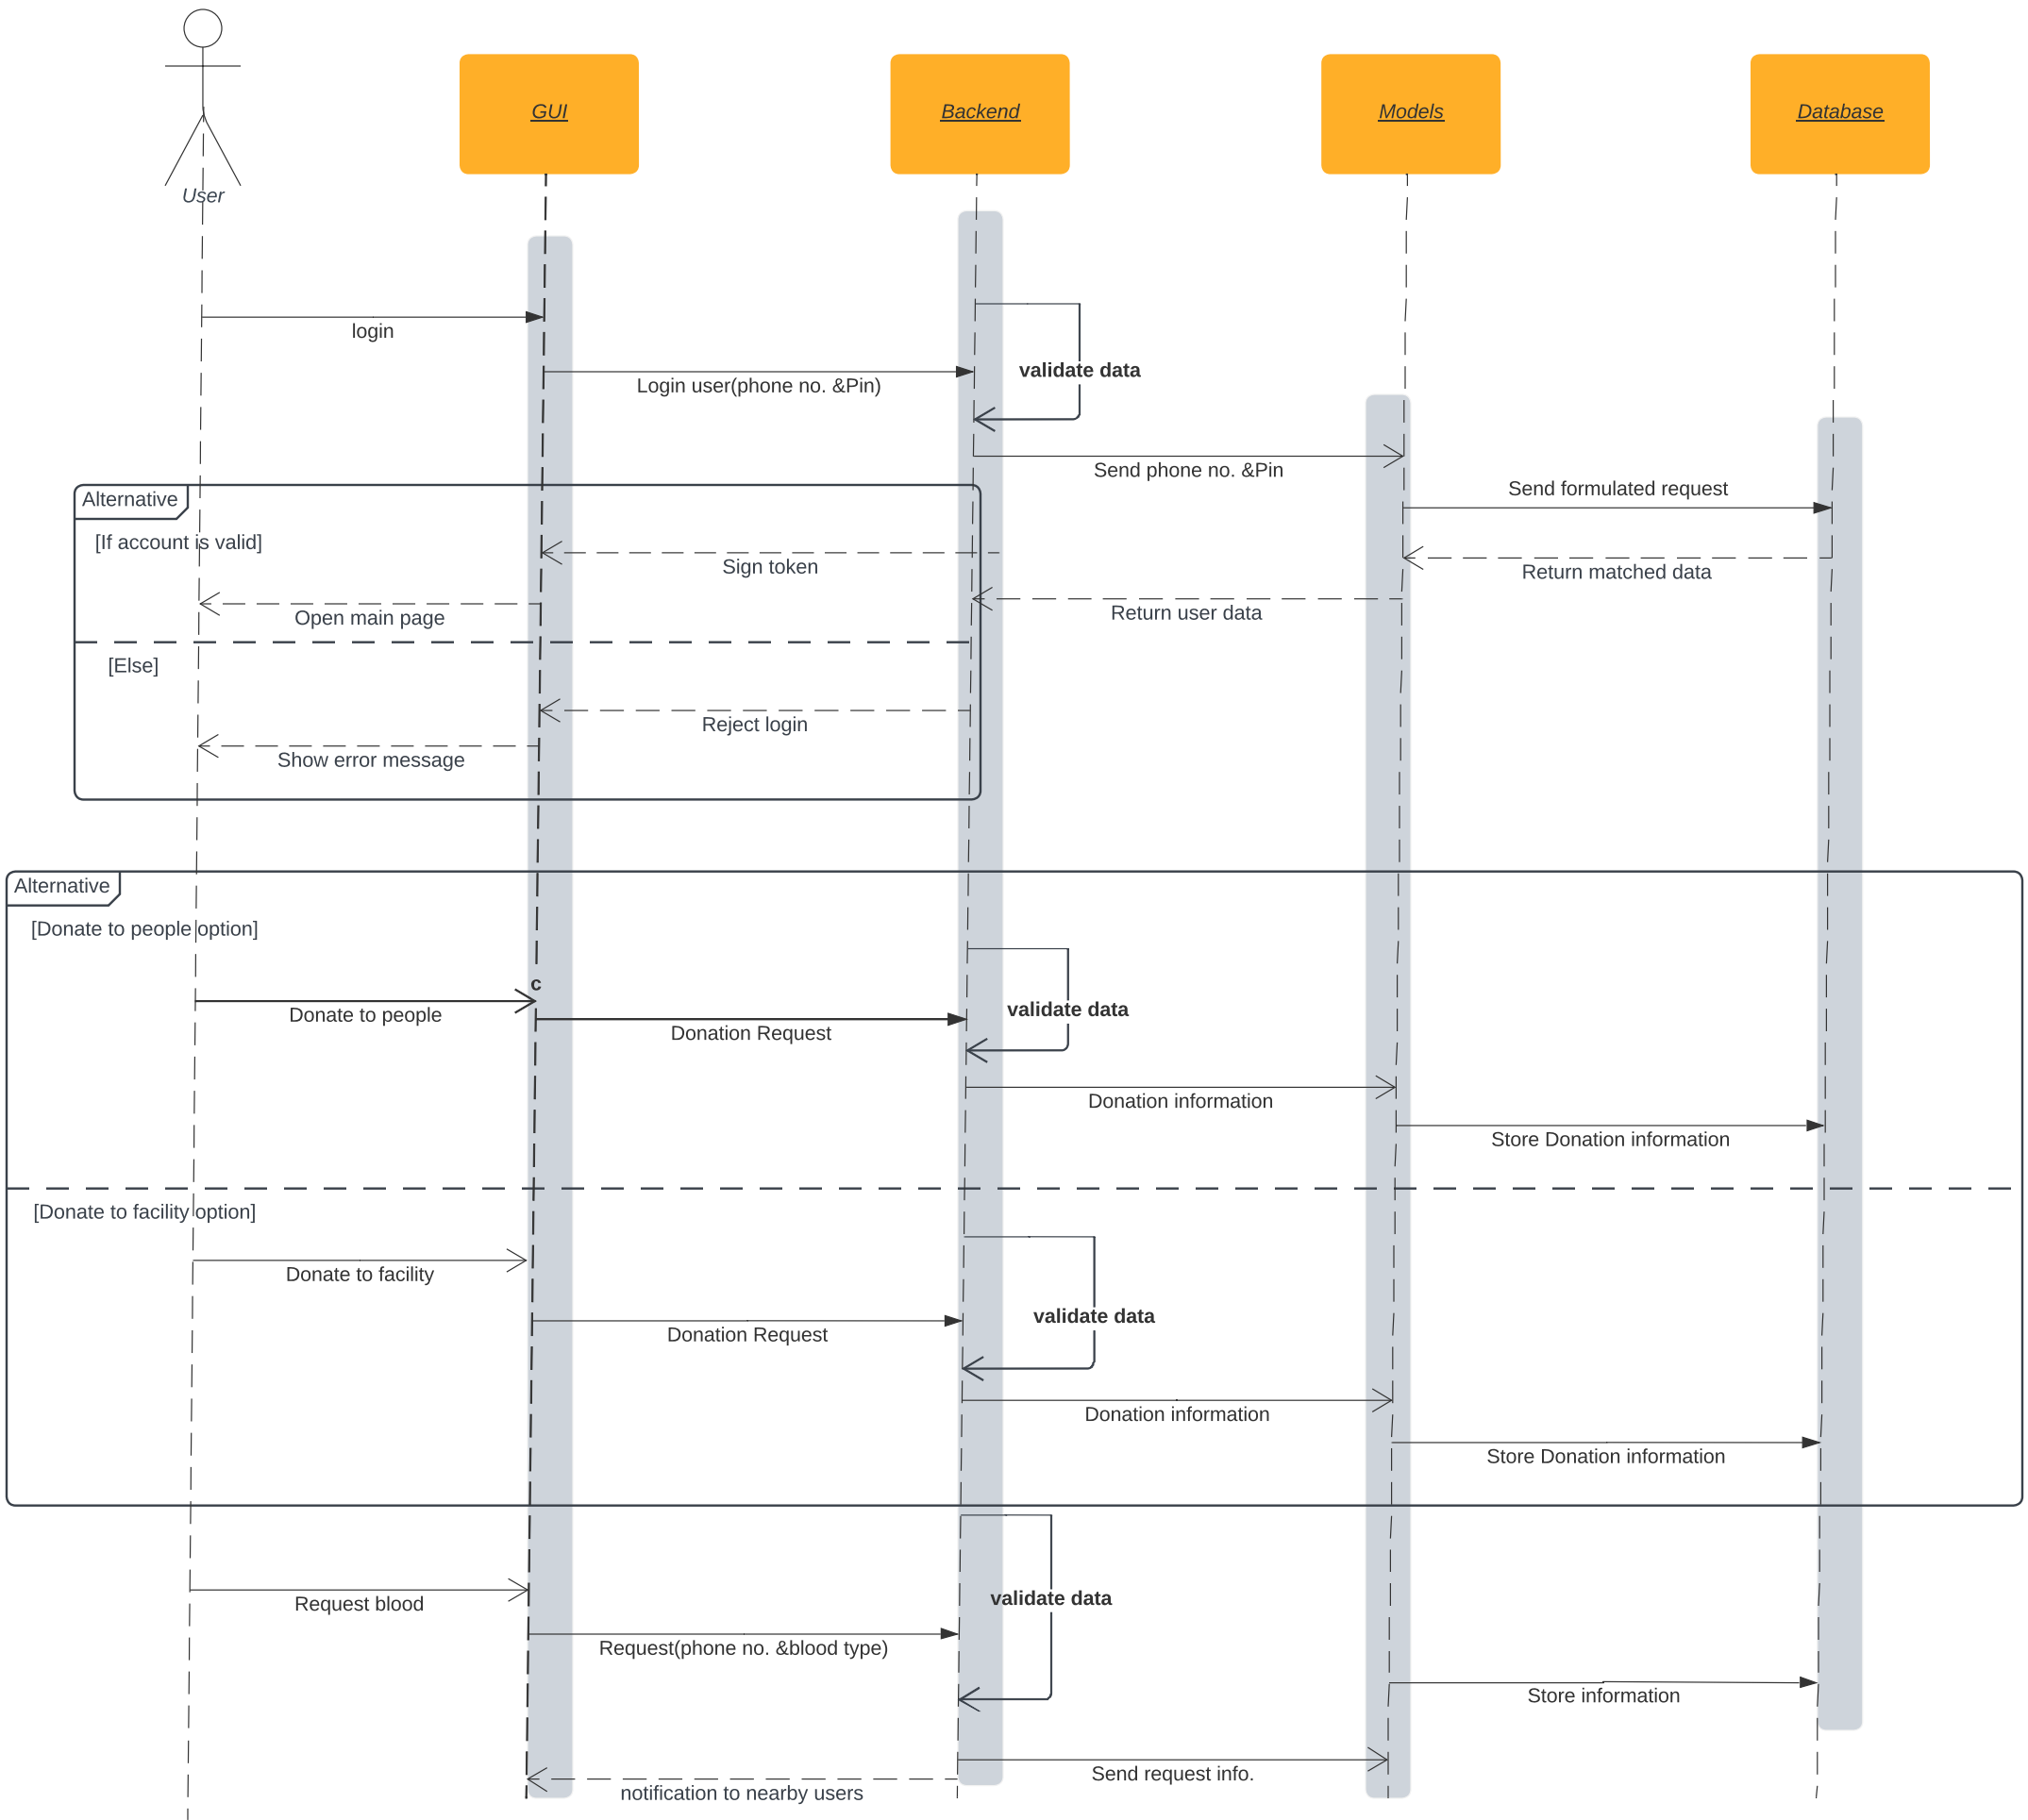 User
GUI
Backend
Models
Database
login
Login user(phone no. &Pin)
validate data
Send phone no. &Pin
Send formulated request
Alternative
[If account is valid]
Sign token
Return matched data
Open main page
Return user data
[Else]
Reject login
Show error message
Alternative
[Donate to people option]
c
Donate to people
Donation Request
validate data
Donation information
Store Donation information
[Donate to facility option]
Donate to facility
Donation Request
validate data
Donation information
Store Donation information
Request blood
validate data
Request(phone no. &blood type)
Store information
Send request info.
notification to nearby users